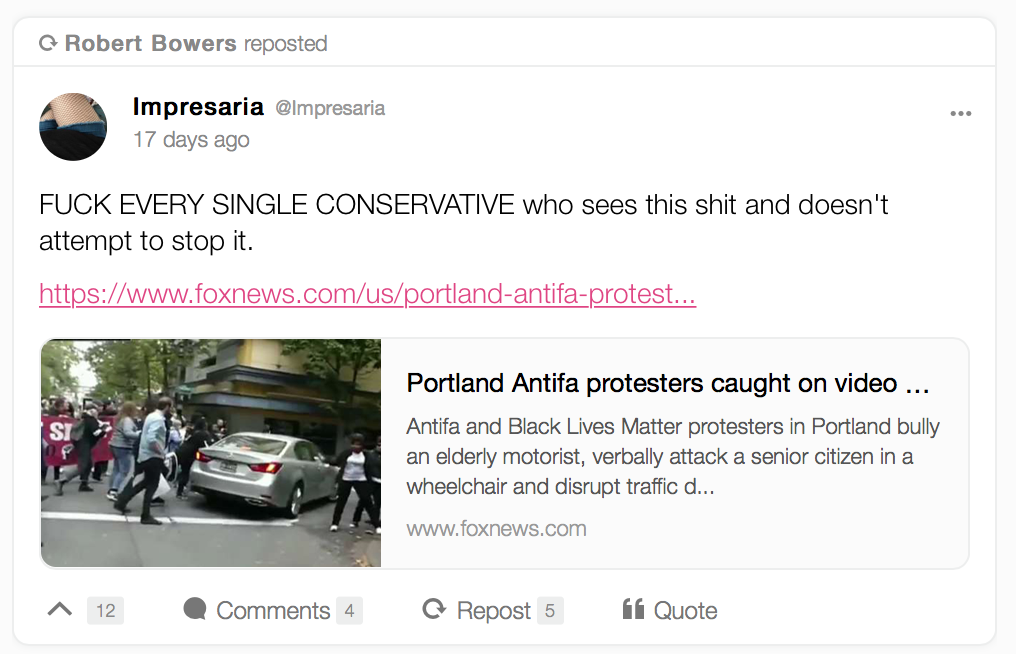 Robert Bowers reposted
Impresaria @Impresaria
17 days ago
FUCK EVERY SINGLE CONSERVATIVE who sees this shit and doesn't
attempt to stop it.
https://www.foxnews.com/us/portland-antifa-protest...
SI
Portland Antifa protesters caught on video ...
Antifa and Black Lives Matter protesters in Portland bully
an elderly motorist, verbally attack a senior citizen in a
wheelchair and disrupt traffic d...
www.foxnews.com
12 Comments 4 Repost 5 Quote